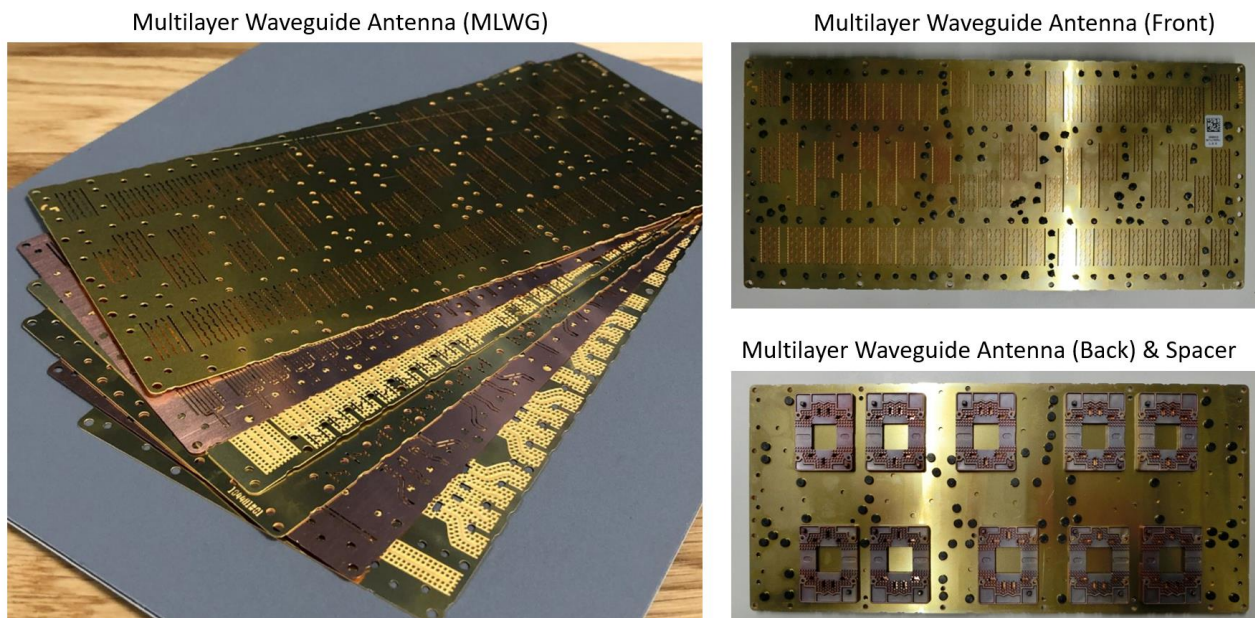 Multilayer Waveguide Antenna (MLWG)
Multilayer Waveguide Antenna (Front)
Multilayer Waveguide Antenna (Back) & Spacer